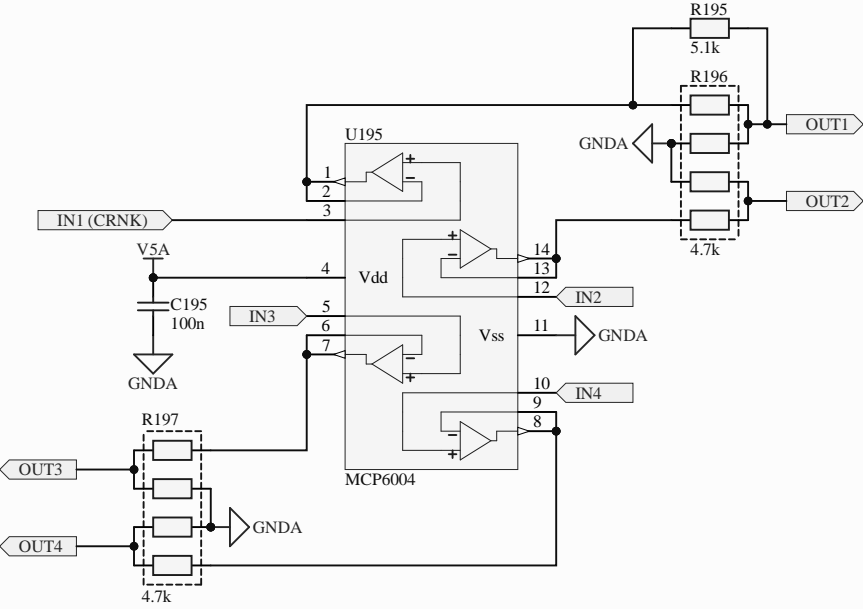 R195
5.1k
R196
OUT1
GNDA
OUT2
4.7k
U195
+
−
1
2
3
IN1 (CRNK)
+
−
14
13
12
IN2
V5A
4
Vdd
C195
100n
GNDA
IN3
5
6
7
−
+
Vss
11
GNDA
10
IN4
9
8
−
+
MCP6004
R197
OUT3
GNDA
OUT4
4.7k